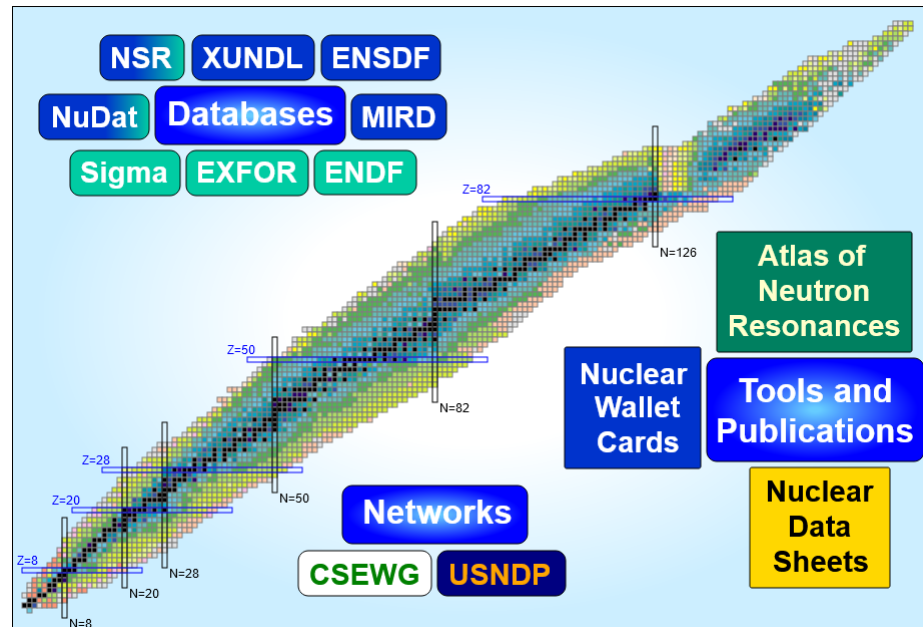 NSR
XUNDL
ENSDF
NuDat
Databases
MIRD
Sigma
EXFOR
ENDF
Z=82
N=126
Atlas of
Neutron
Resonances
Z=50
N=82
Nuclear
Wallet
Cards
Tools and
Publications
Z=28
N=50
Z=20
Networks
Nuclear
Data
Sheets
CSEWG
USNDP
Z=8
N=28
N=20
N=8